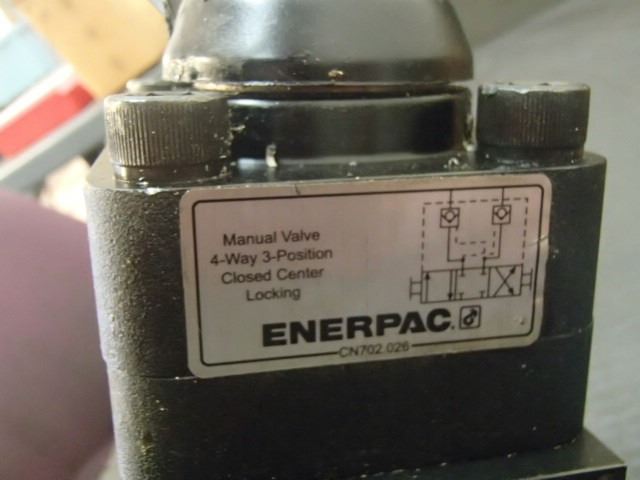 Manual Valve
4-Way 3-Position
Closed Center
Locking
ENERPAC.
CN702.026